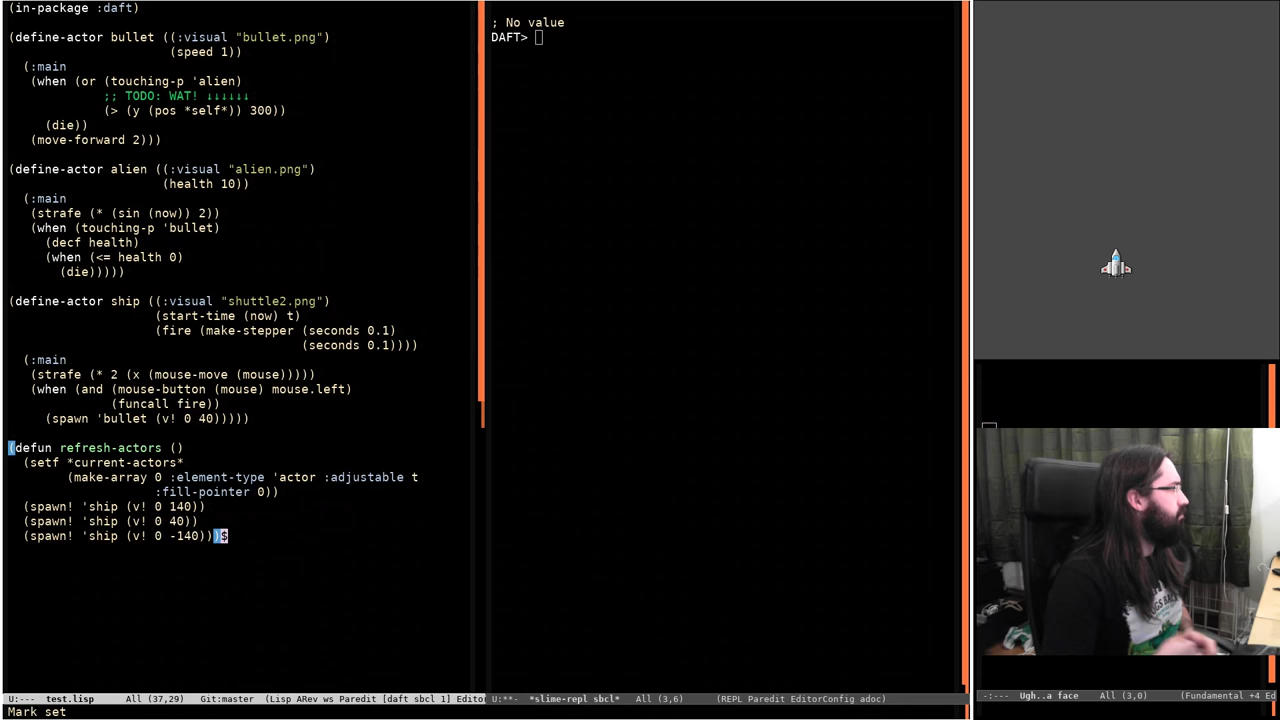 (in-package :daft)
(define-actor bullet ((:visual "bullet.png")
(speed 1))
(:main
(when (or (touching-p 'alien)
;; TODO: WAT! ↓↓↓↓↓↓
(> (y (pos *self*)) 300))
(die))
(move-forward 2)))
(define-actor alien ((:visual "alien.png")
(health 10))
(:main
(strafe (* (sin (now)) 2))
(when (touching-p 'bullet)
(decf health)
(when (<= health 0)
(die)))))
(define-actor ship ((:visual "shuttle2.png")
(start-time (now) t)
(fire (make-stepper (seconds 0.1)
(seconds 0.1))))
(:main
(strafe (* 2 (x (mouse-move (mouse)))))
(when (and (mouse-button (mouse) mouse.left)
(funcall fire))
(spawn 'bullet (v! 0 40)))))
(defun refresh-actors ()
(setf *current-actors*
(make-array 0 :element-type 'actor :adjustable t
:fill-pointer 0))
(spawn! 'ship (v! 0 140))
(spawn! 'ship (v! 0 40))
(spawn! 'ship (v! 0 -140)))$
U:--- test.lisp All (37,29) Git:master (Lisp ARev ws Paredit [daft sbcl 1] Editor
Mark set
; No value
DAFT>
U:**- *slime-repl sbcl* All (3,6) (REPL Paredit EditorConfig adoc)
-:--- Ugh..a face All (3,0) (Fundamental +4 Ed